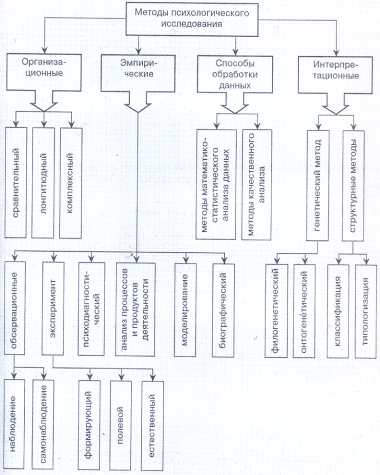 Методы психологического
исследования
Организа-
ционные
Эмпири-
ческие
Способы
обработки
данных
Интерпре-
тационные
сравнительный
лонгитюдный
комплексный
методы математико-
статистического
анализа данных
методы качественного
анализа
генетический метод
структурные методы
обсервационные
эксперимент
психодиагности-
ческий
анализ процессов
и продуктов
деятельности
моделирование
биографический
филогенетический
онтогенетический
классификация
типологизация
наблюдение
самонаблюдение
формирующий
полевой
естественный